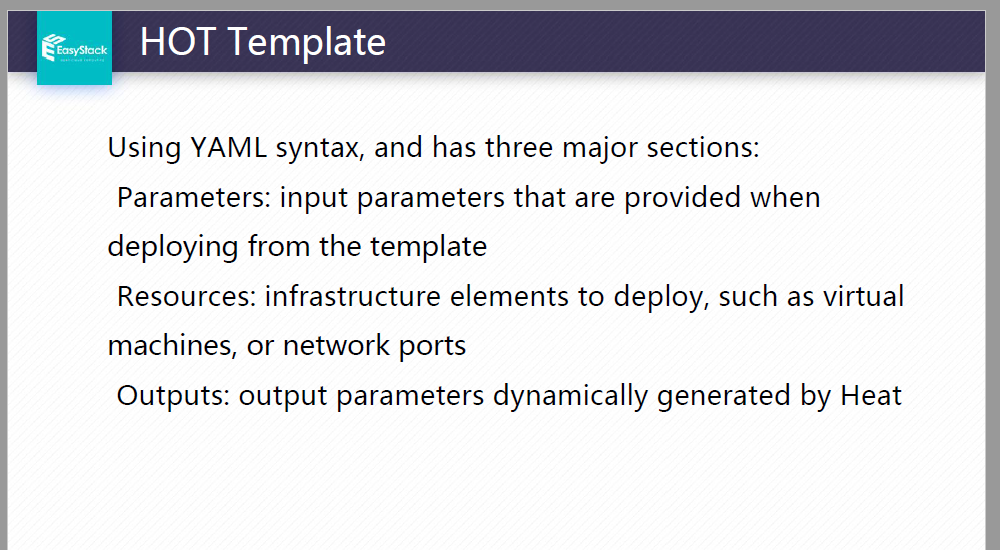 EasyStack
HOT Template
Using YAML syntax, and has three major sections:
Parameters: input parameters that are provided when
deploying from the template
Resources: infrastructure elements to deploy, such as virtual
machines, or network ports
Outputs: output parameters dynamically generated by Heat